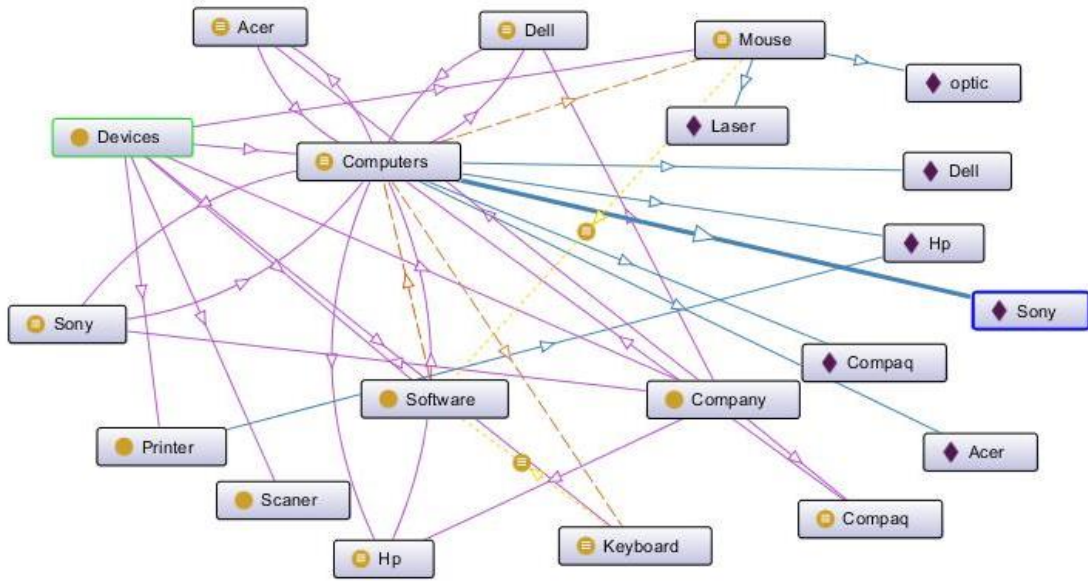 Acer
Dell
Mouse
optic
Laser
Devices
Computers
Dell
Hp
Sony
Sony
Compaq
Software
Company
Printer
Acer
Scaner
Compaq
Hp
Keyboard